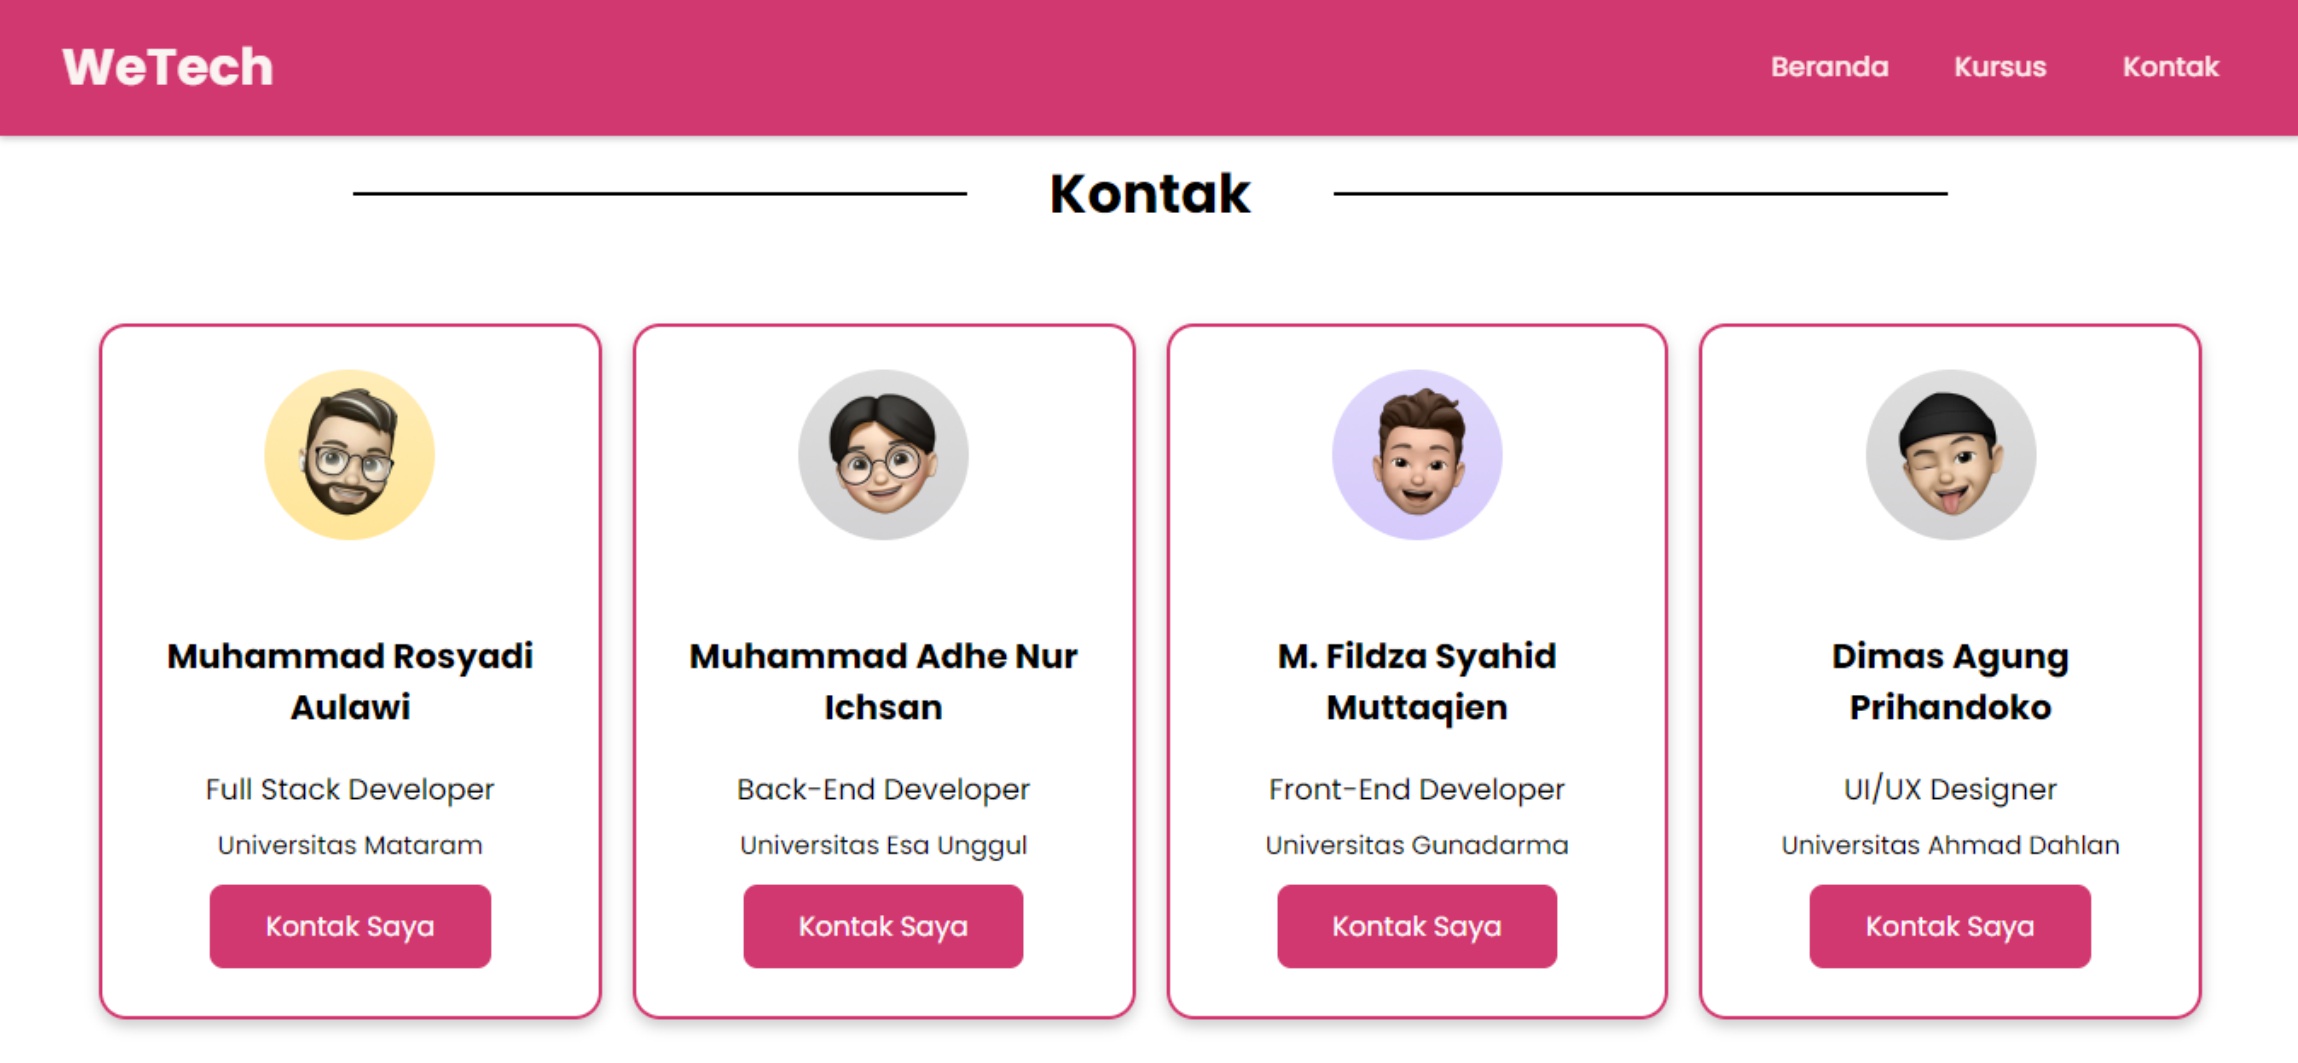 WeTech
Beranda
Kursus
Kontak
Kontak
Muhammad Rosyadi
Aulawi
Full Stack Developer
Universitas Mataram
Kontak Saya
Muhammad Adhe Nur
Ichsan
Back-End Developer
Universitas Esa Unggul
Kontak Saya
M. Fildza Syahid
Muttaqien
Front-End Developer
Universitas Gunadarma
Kontak Saya
Dimas Agung
Prihandoko
UI/UX Designer
Universitas Ahmad Dahlan
Kontak Saya